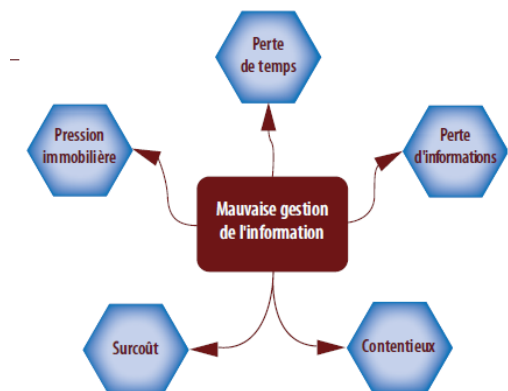 Perte
de temps
Pression
immobilière
Perte
d'informations
Mauvaise gestion
de l'information
Surcoût
Contentieux